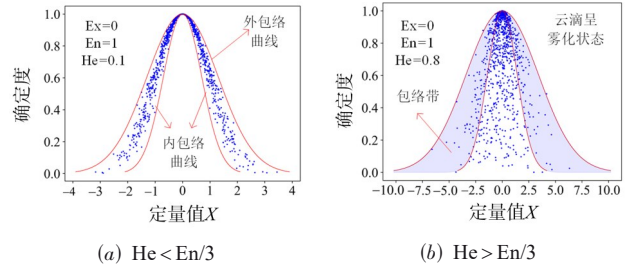 Ex=0
En=1
He=0.1
外包络
曲线
内包络
曲线
确定度
1.0
0.8
0.6
0.4
0.2
0.0
−4 −3 −2 −1 0 1 2 3 4
定量值X
(a) He<En/3
Ex=0
En=1
He=0.8
云滴呈
雾化状态
包络带
确定度
1.0
0.8
0.6
0.4
0.2
0.0
−10.0 −7.5 −5.0 −2.5 0.0 2.5 5.0 7.5 10.0
定量值X
(b) He>En/3